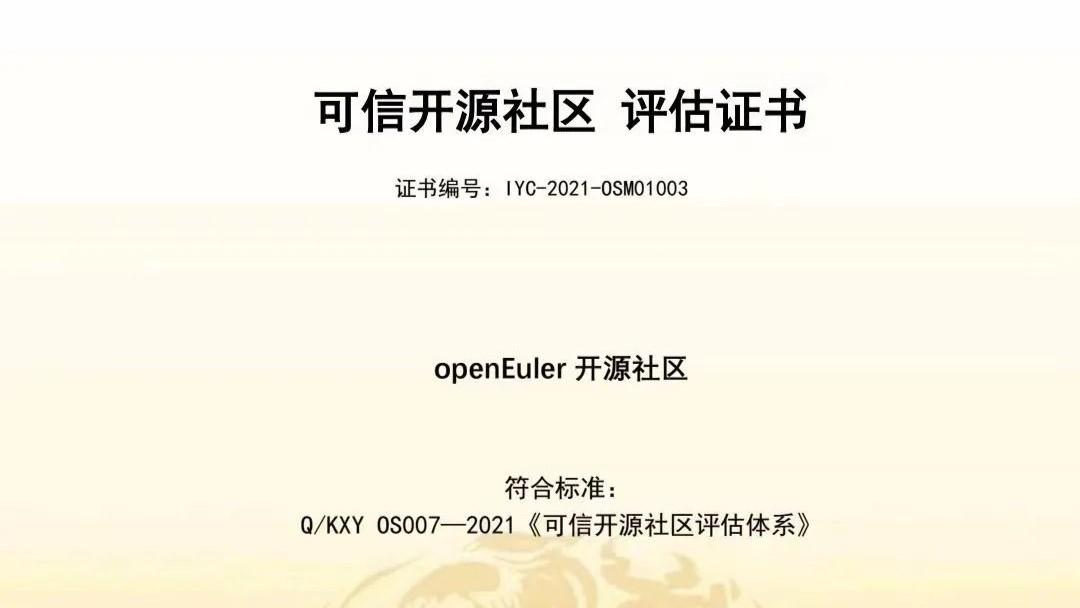 可信开源社区 评估证书
证书编号：IYC-2021-OSM01003
openEuler 开源社区
符合标准：
Q/KXY OS007—2021《可信开源社区评估体系》